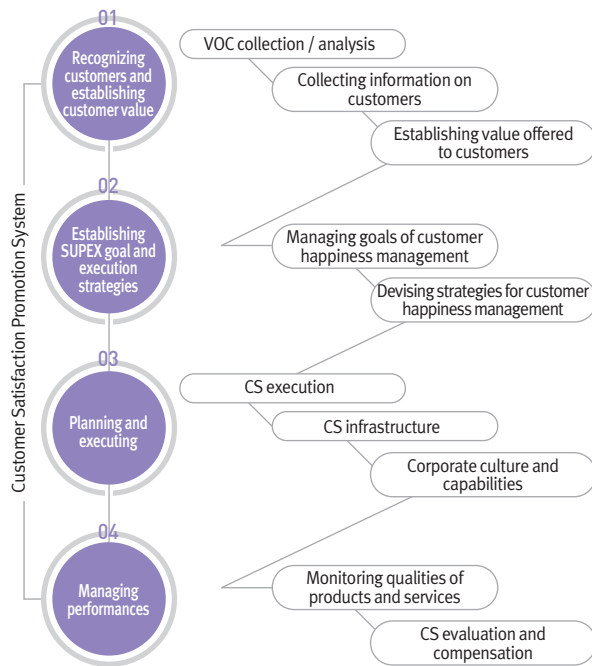 Customer Satisfaction Promotion System
01
Recognizing
customers and
establishing
customer value
VOC collection / analysis
Collecting information on
customers
Establishing value offered
to customers
02
Establishing
SUPEX goal and
execution
strategies
Managing goals of customer
happiness management
Devising strategies for customer
happiness management
03
Planning and
executing
CS execution
CS infrastructure
Corporate culture and
capabilities
04
Managing
performances
Monitoring qualities of
products and services
CS evaluation and
compensation